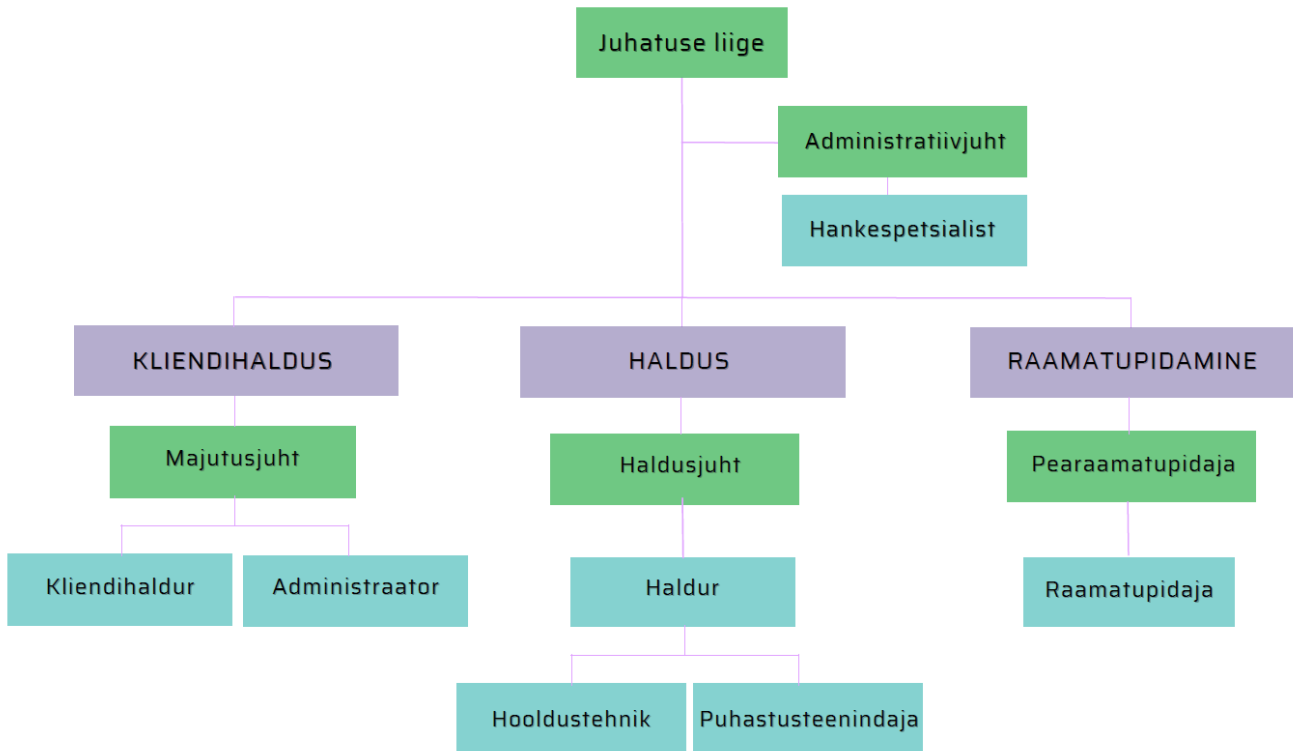 Juhatuse liige
Administratiivjuht
Hankespetsialist
KLIENDIHALDUS
HALDUS
RAAMATUPIDAMINE
Majutusjuht
Haldusjuht
Pearaamatupidaja
Kliendihaldur
Administraator
Haldur
Raamatupidaja
Hooldustehnik
Puhastusteenindaja